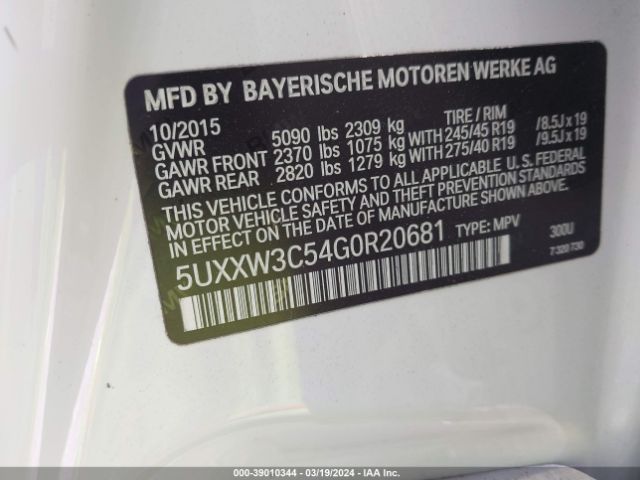 MFD BY BAYERISCHE MOTOREN WERKE AG
10/2015 TIRE / RIM
GVWR 5090 lbs 2309 kg
GAWR FRONT 2370 lbs 1075 kg WITH 245/45 R19 /8.5J x 19
GAWR REAR 2820 lbs 1279 kg WITH 275/40 R19 /9.5J x 19
THIS VEHICLE CONFORMS TO ALL APPLICABLE U. S. FEDERAL
MOTOR VEHICLE SAFETY AND THEFT PREVENTION STANDARDS
IN EFFECT ON THE DATE OF MANUFACTURE SHOWN ABOVE.
5UXXW3C54G0R20681 TYPE: MPV 300U
7 320 730
000-39010344 / 03/19/2024 - IAA Inc.